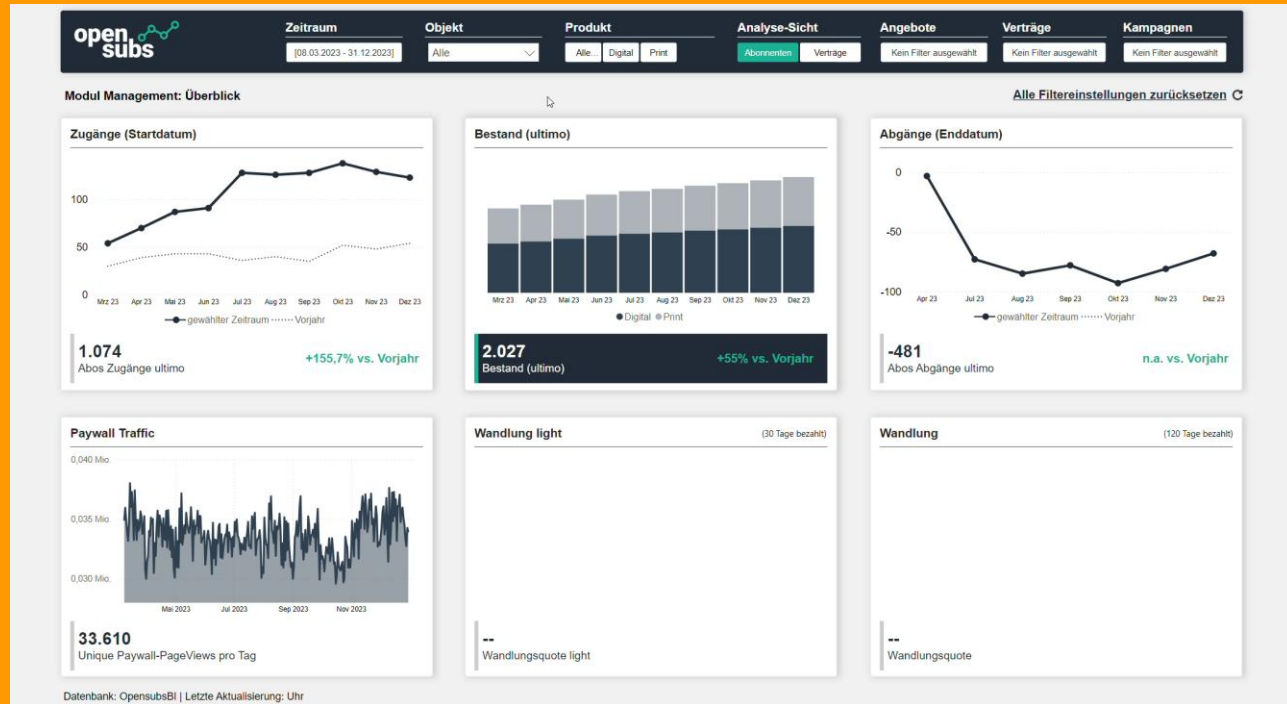 open
subs
Zeitraum
Objekt
Produkt
Analyse-Sicht
Angebote
Verträge
Kampagnen
[08.03.2023 - 31.12.2023]
Alle
Alle...
Digital
Print
Abonnenten
Verträge
Kein Filter ausgewählt
Kein Filter ausgewählt
Kein Filter ausgewählt
Modul Management: Überblick
Alle Filtereinstellungen zurücksetzen
Zugänge (Startdatum)
100
50
0
Mrz 23 Apr 23 Mai 23 Jun 23 Jul 23 Aug 23 Sep 23 Okt 23 Nov 23 Dez 23
gewählter Zeitraum Vorjahr
1.074
Abos Zugänge ultimo
+155,7% vs. Vorjahr
Bestand (ultimo)
Mrz 23 Apr 23 Mai 23 Jun 23 Jul 23 Aug 23 Sep 23 Okt 23 Nov 23 Dez 23
Digital Print
2.027
Bestand (ultimo)
+55% vs. Vorjahr
Abgänge (Enddatum)
0
-50
-100
Apr 23 Jul 23 Aug 23 Sep 23 Okt 23 Nov 23 Dez 23
gewählter Zeitraum Vorjahr
-481
Abos Abgänge ultimo
n.a. vs. Vorjahr
Paywall Traffic
0,040 Mio.
0,035 Mio.
0,030 Mio.
Mai 2023 Jul 2023 Sep 2023 Nov 2023
33.610
Unique Paywall-PageViews pro Tag
Wandlung light
(30 Tage bezahlt)
--
Wandlungsquote light
Wandlung
(120 Tage bezahlt)
--
Wandlungsquote
Datenbank: OpensubsBI | Letzte Aktualisierung: Uhr